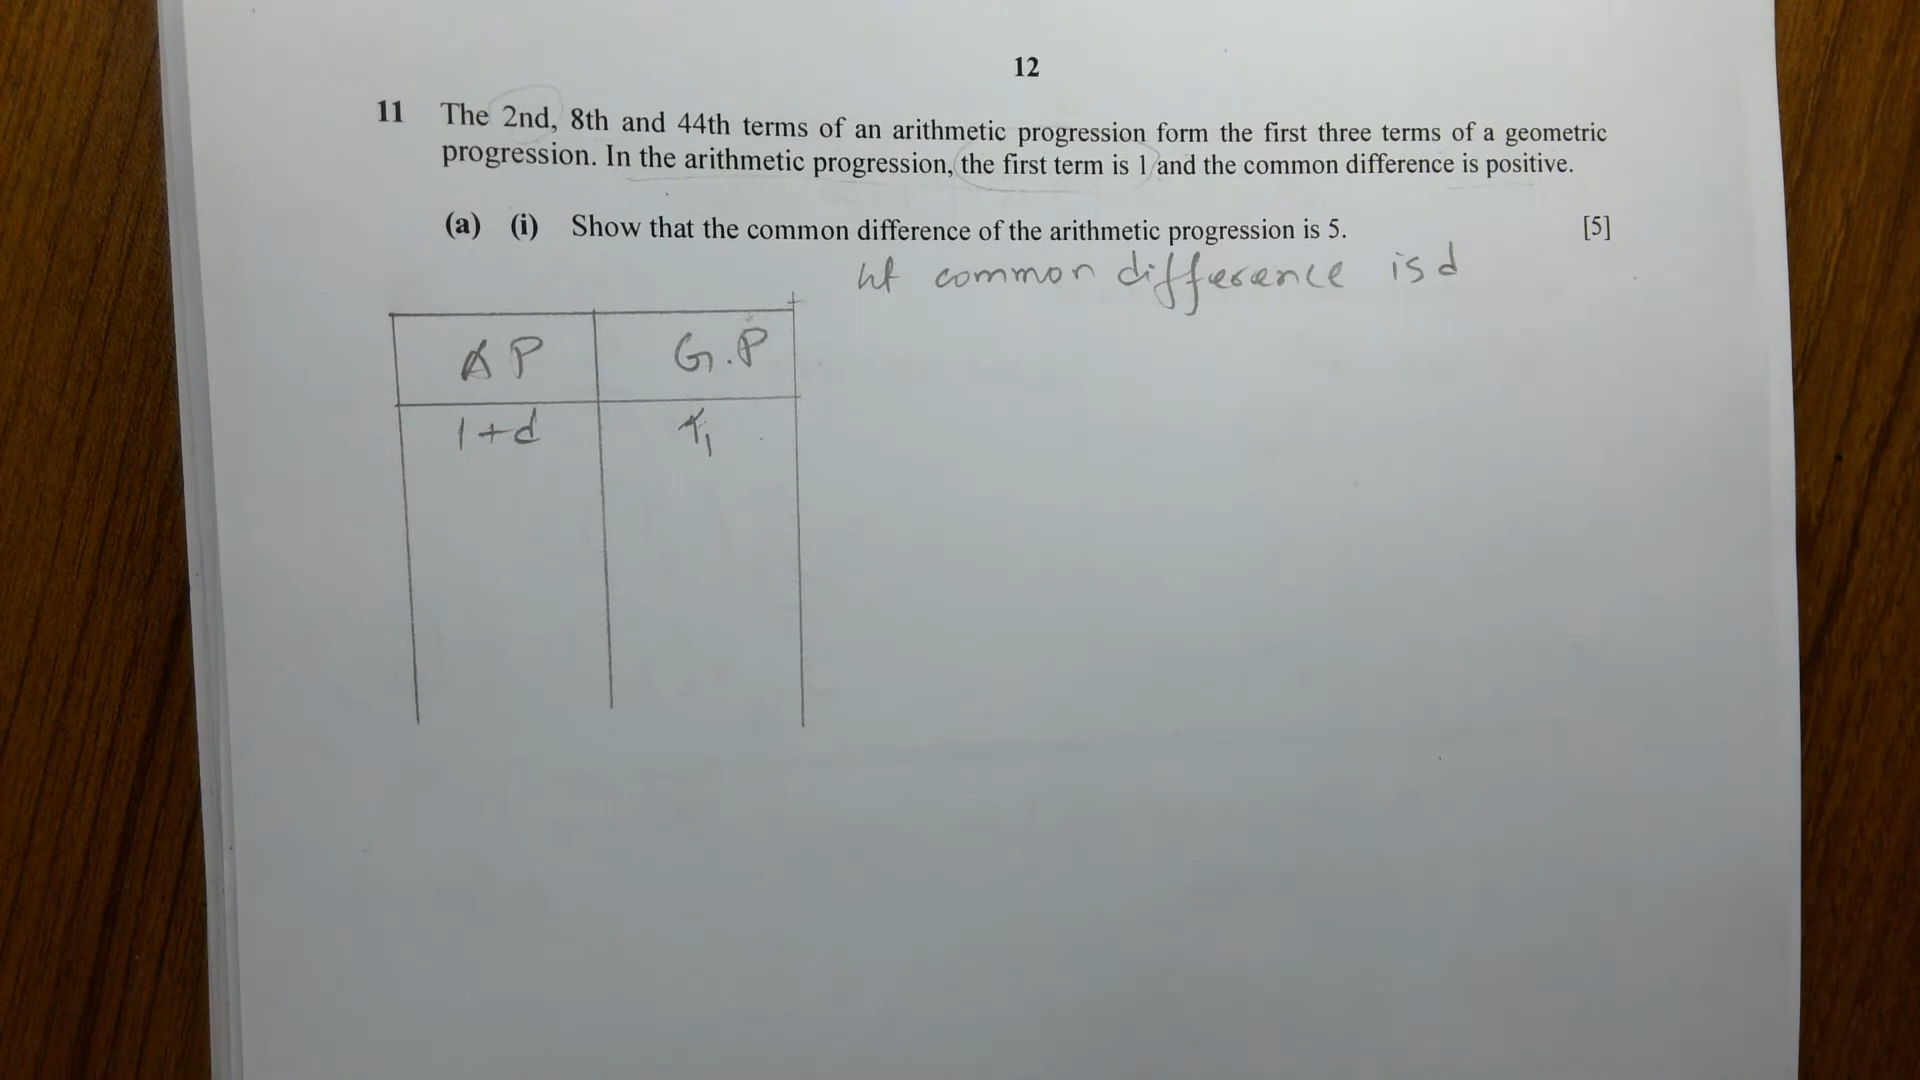 12
11 The 2nd, 8th and 44th terms of an arithmetic progression form the first three terms of a geometric
progression. In the arithmetic progression, the first term is 1 and the common difference is positive.
(a) (i) Show that the common difference of the arithmetic progression is 5. [5]
common difference is d
AP G.P
1+d